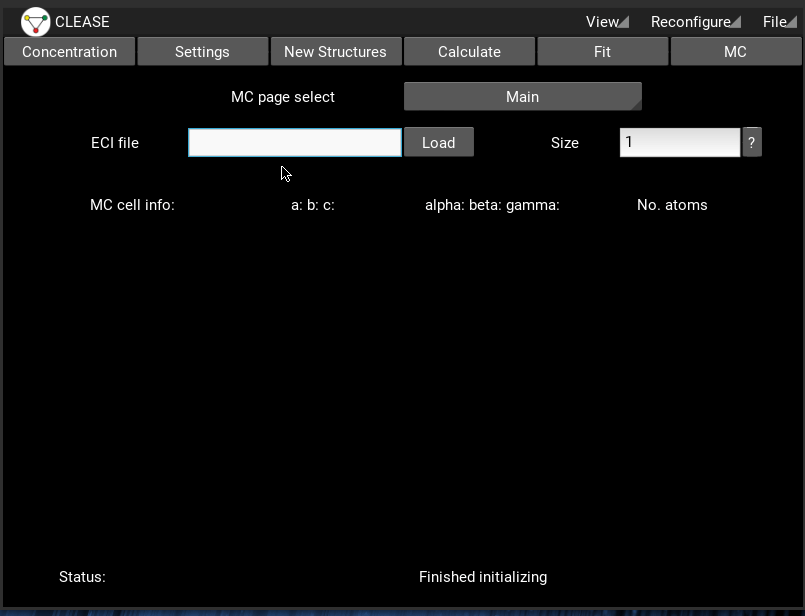 CLEASE View Reconfigure File
Concentration Settings New Structures Calculate Fit MC
MC page select Main
ECI file Load Size 1 ?
MC cell info: a: b: c: alpha: beta: gamma: No. atoms
Status: Finished initializing